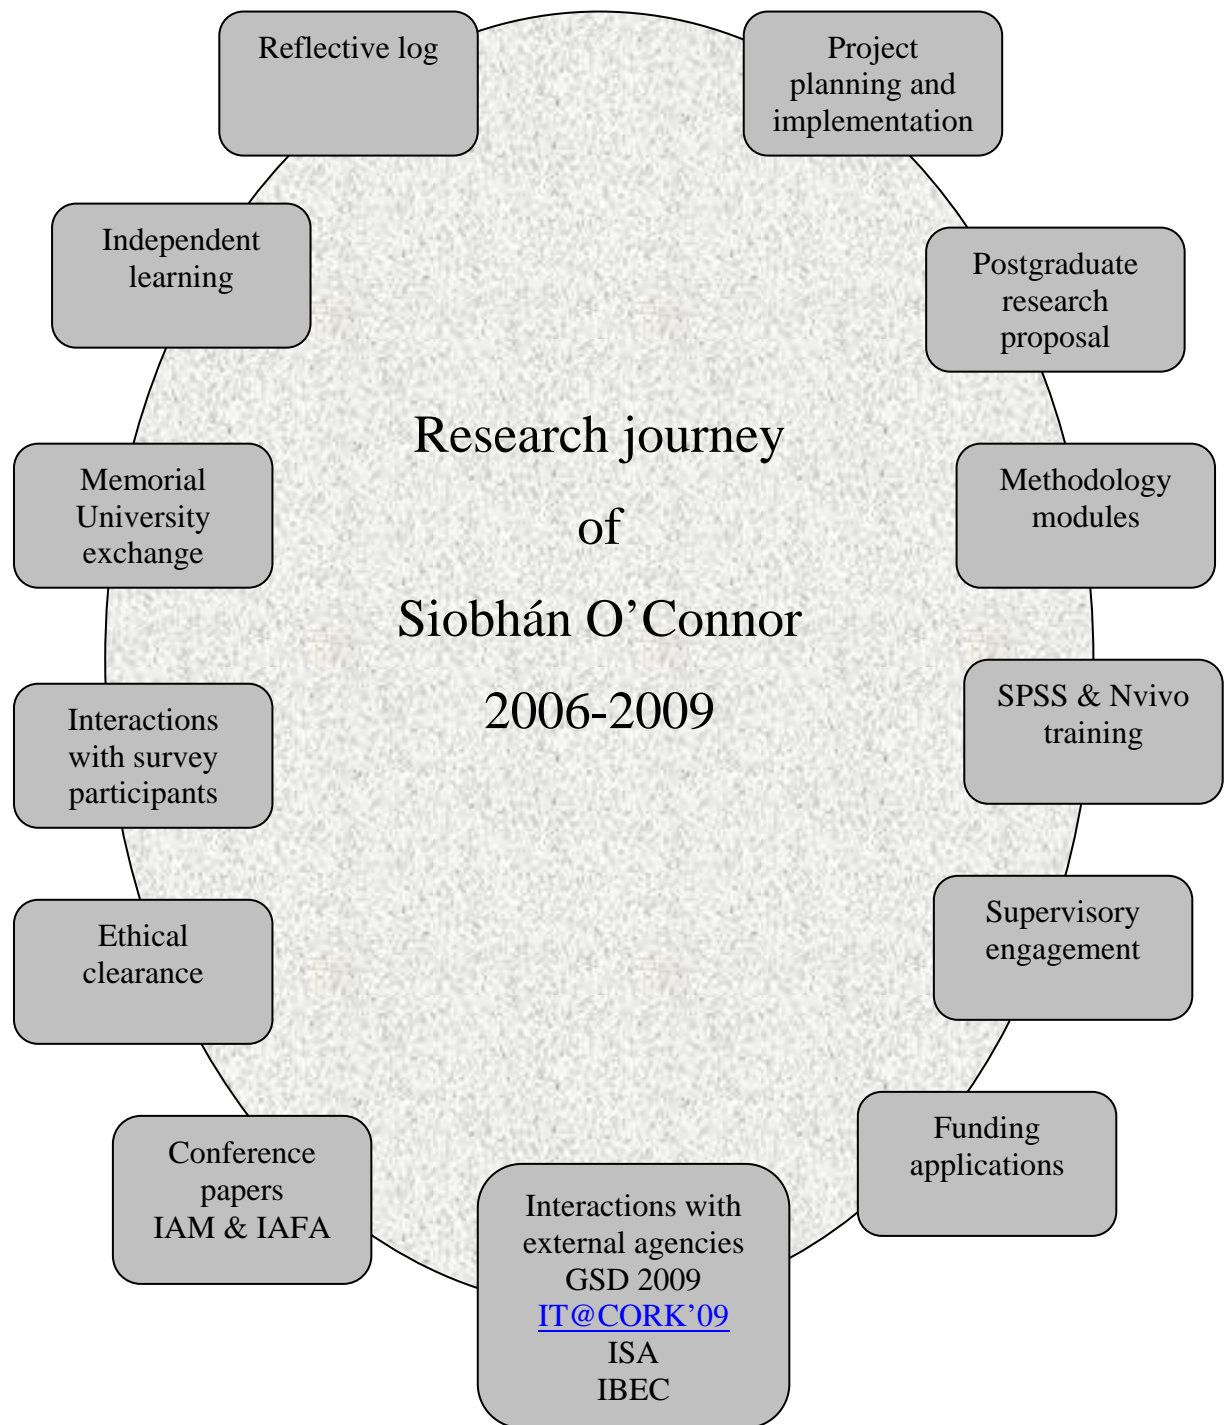 Reflective log
Project
planning and
implementation
Independent
learning
Postgraduate
research
proposal
Research journey
of
Siobhán O’Connor
2006-2009
Memorial
University
exchange
Methodology
modules
Interactions
with survey
participants
SPSS & Nvivo
training
Ethical
clearance
Supervisory
engagement
Conference
papers
IAM & IAFA
Funding
applications
Interactions with
external agencies
GSD 2009
IT@CORK’09
ISA
IBEC